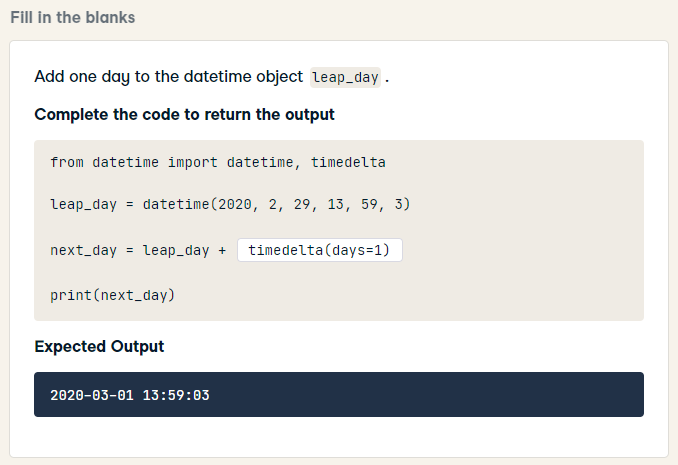 Fill in the blanks
Add one day to the datetime object leap_day .
Complete the code to return the output
from datetime import datetime, timedelta
leap_day = datetime(2020, 2, 29, 13, 59, 3)
next_day = leap_day + timedelta(days=1)
print(next_day)
Expected Output
2020-03-01 13:59:03